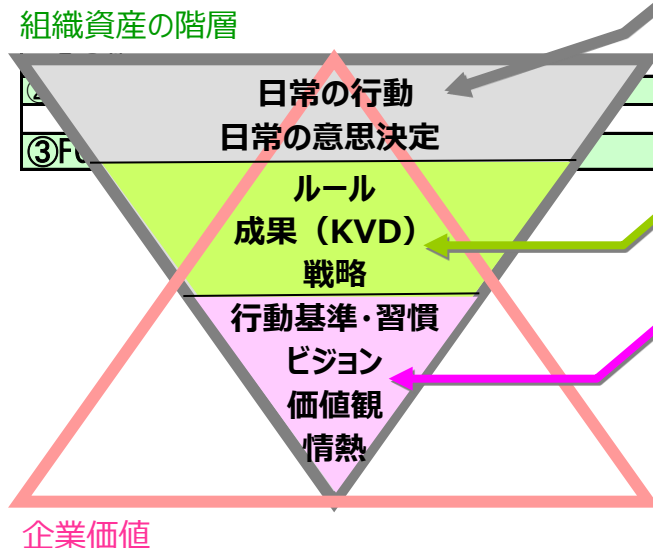 組織資産の階層
日常の行動
日常の意思決定
③F
ルール
成果（KVD）
戦略
行動基準・習慣
ビジョン
価値観
情熱
企業価値